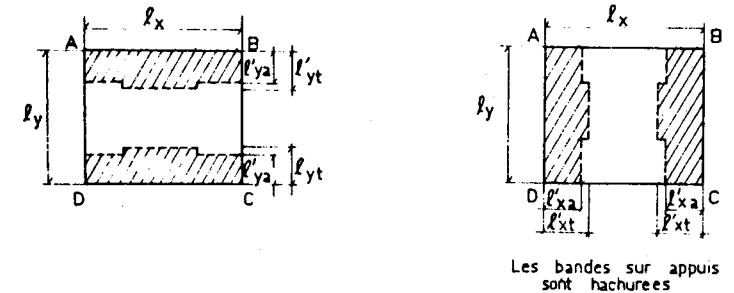 ℓx
A
B
ℓ'ya
ℓ'yt
ℓy
ℓ'ya
ℓyt
D
C
ℓx
A
B
ℓy
D
ℓ'xa
ℓ'xa
C
ℓ'xt
ℓ'xt
Les bandes sur appuis
sont hachurees